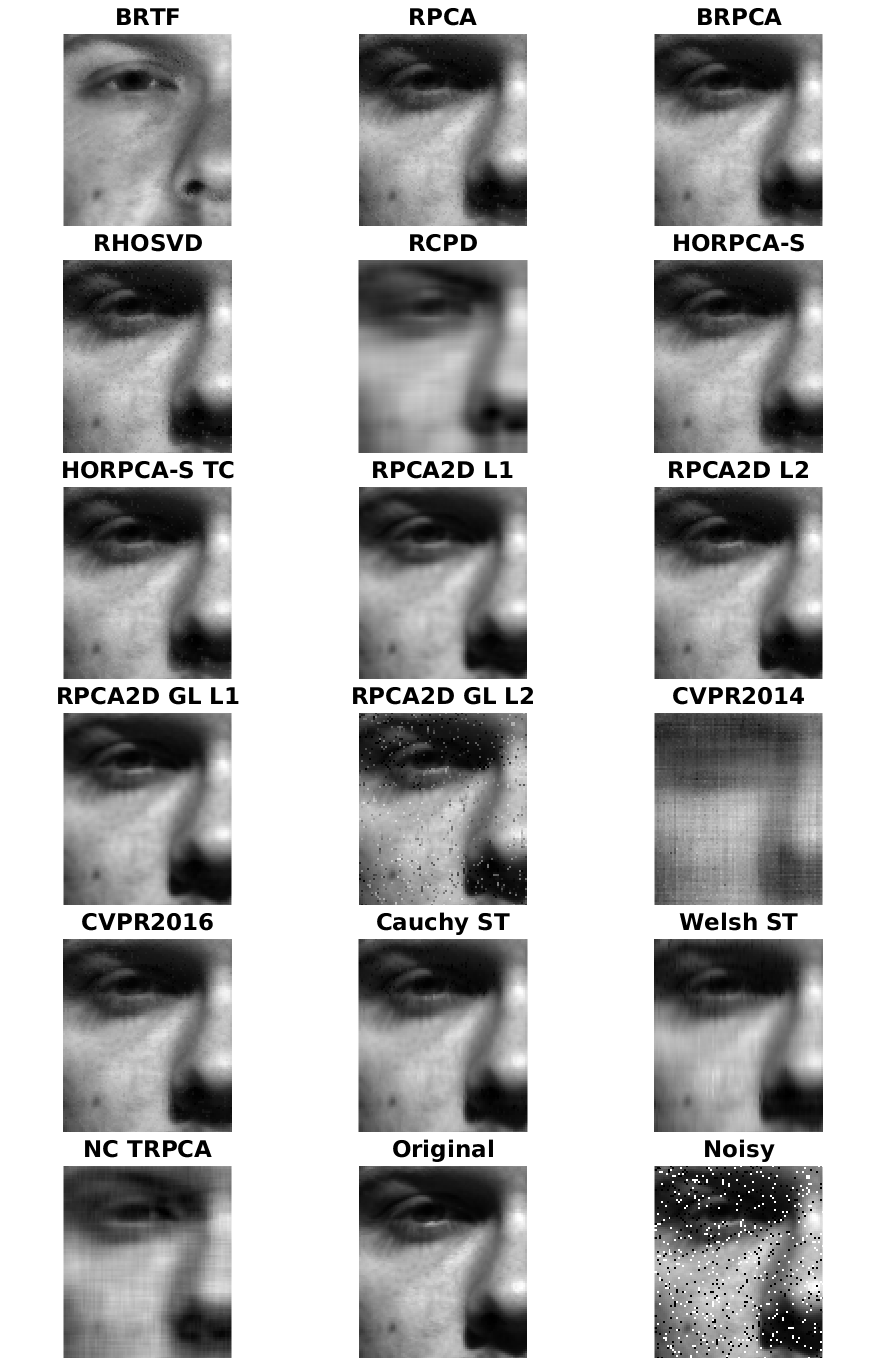 BRTF
RPCA
BRPCA
RHOSVD
RCPD
HORPCA-S
HORPCA-S TC
RPCA2D L1
RPCA2D L2
RPCA2D GL L1
RPCA2D GL L2
CVPR2014
CVPR2016
Cauchy ST
Welsh ST
NC TRPCA
Original
Noisy